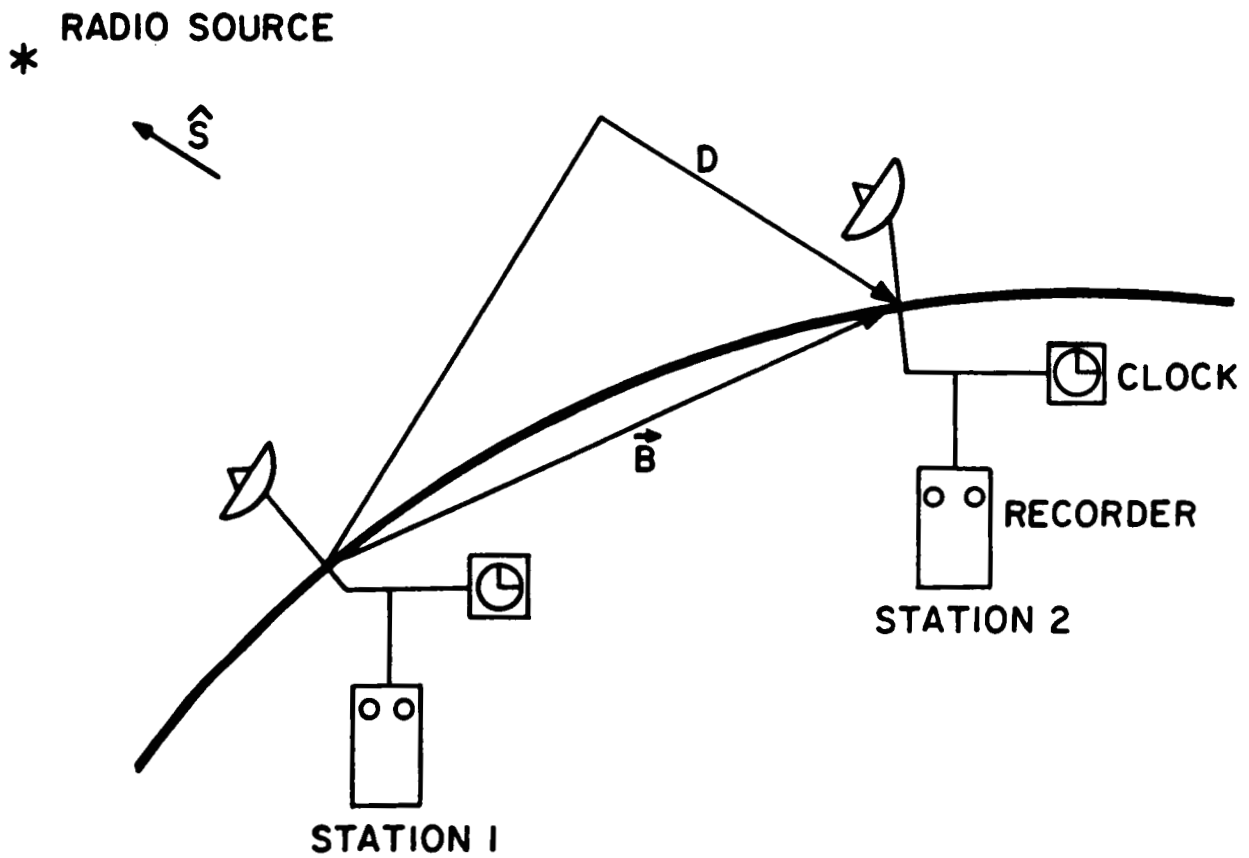 RADIO SOURCE
Ŝ
D
CLOCK
B⃗
RECORDER
STATION 2
STATION 1